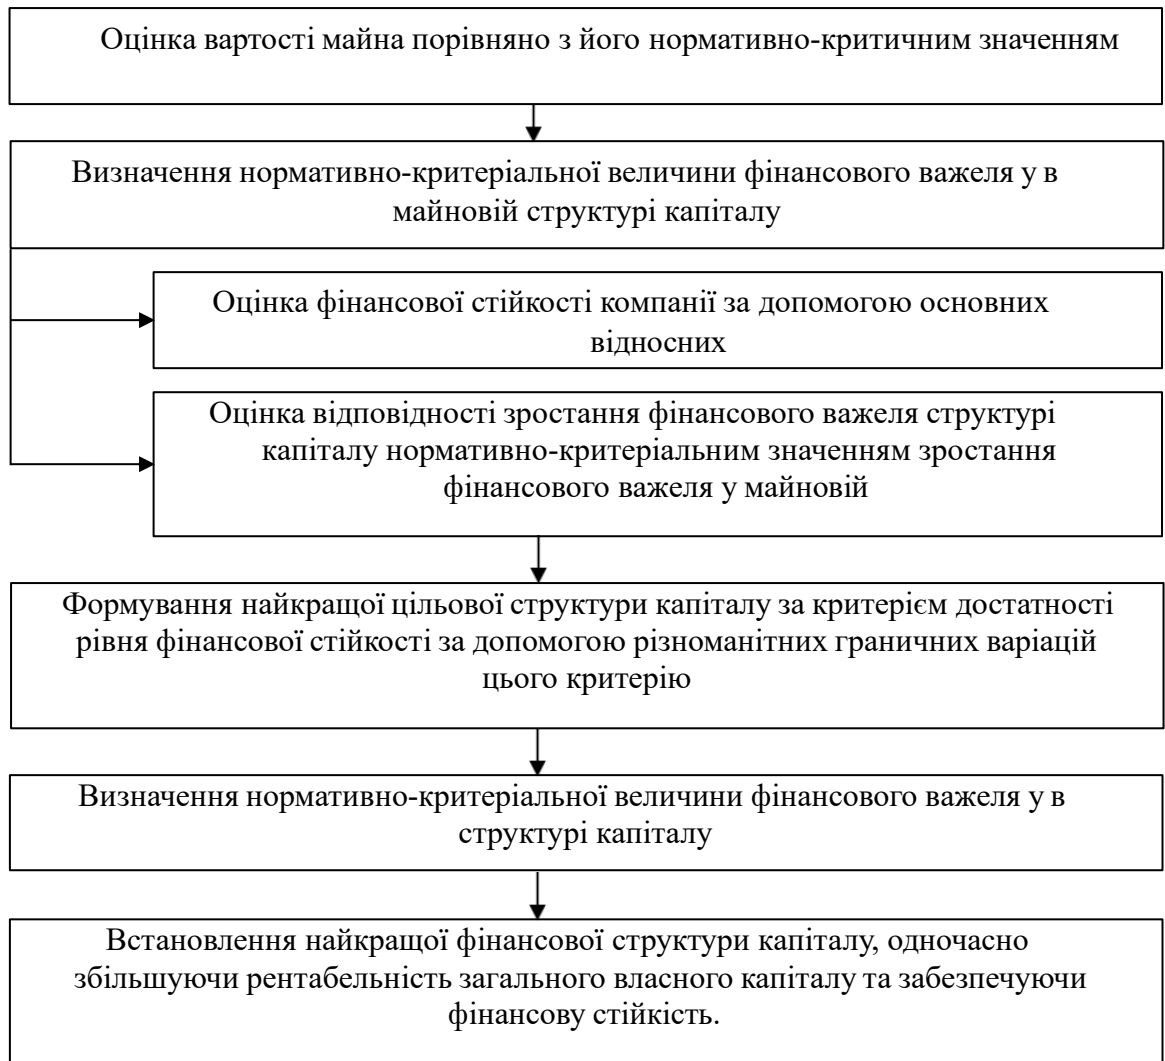 Оцінка вартості майна порівняно з його нормативно-критичним значенням
Визначення нормативно-критеріальної величини фінансового важеля у в
майновій структурі капіталу
Оцінка фінансової стійкості компанії за допомогою основних
відносних
Оцінка відповідності зростання фінансового важеля структурі
капіталу нормативно-критеріальним значенням зростання
фінансового важеля у майновій
Формування найкращої цільової структури капіталу за критерієм достатності
рівня фінансової стійкості за допомогою різноманітних граничних варіацій
цього критерію
Визначення нормативно-критеріальної величини фінансового важеля у в
структурі капіталу
Встановлення найкращої фінансової структури капіталу, одночасно
збільшуючи рентабельність загального власного капіталу та забезпечуючи
фінансову стійкість.